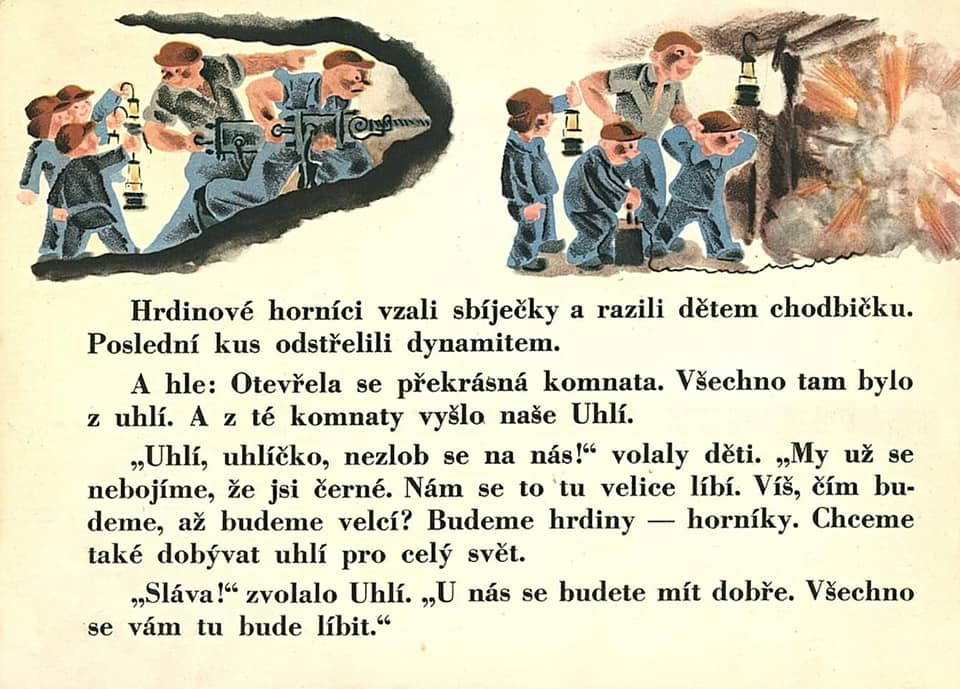 Hrdinové horníci vzali sbíječky a razili dětem chodbičku.
Poslední kus odstřelili dynamitem.
A hle: Otevřela se překrásná komnata. Všechno tam bylo
z uhlí. A z té komnaty vyšlo naše Uhlí.
„Uhlí, uhlíčko, nezlob se na nás!“ volaly děti. „My už se
nebojíme, že jsi černé. Nám se to tu velice líbí. Víš, čím bu-
deme, až budeme velcí? Budeme hrdiny — horníky. Chceme
také dobývat uhlí pro celý svět.
„Sláva!“ zvolalo Uhlí. „U nás se budete mít dobře. Všechno
se vám tu bude líbit.“